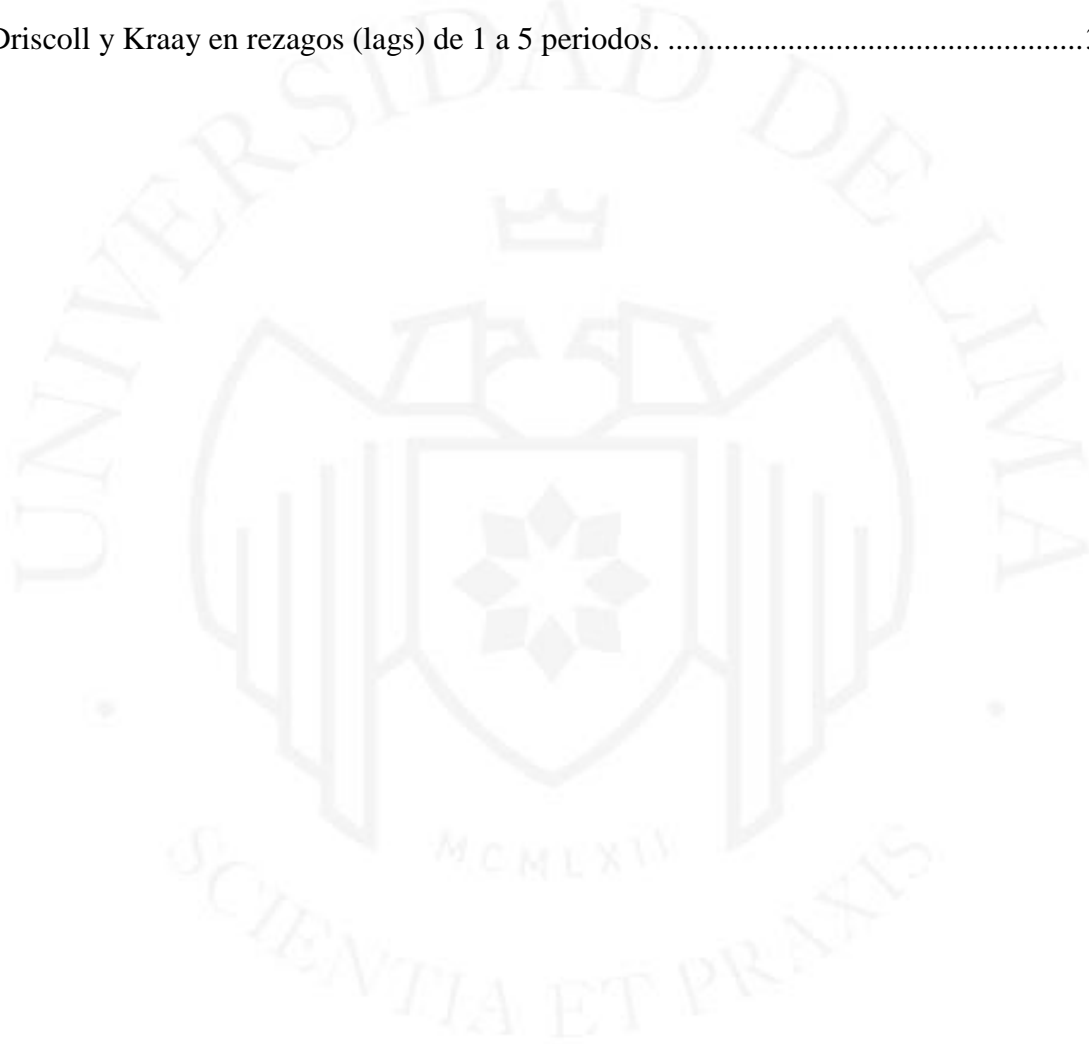 Driscoll y Kraay en rezagos (lags) de 1 a 5 periodos. ....................................................
UNIVERSIDAD DE LIMA
MCMLXII
SCIENTIA ET PRAXIS